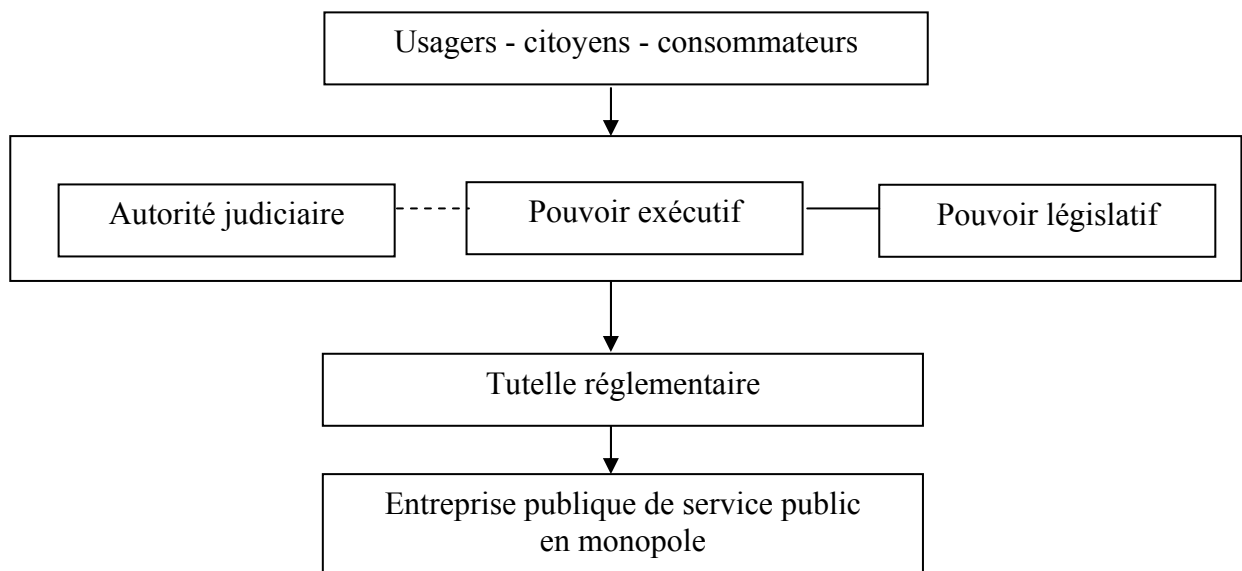 Usagers - citoyens - consommateurs
Autorité judiciaire
Pouvoir exécutif
Pouvoir législatif
Tutelle réglementaire
Entreprise publique de service public
en monopole